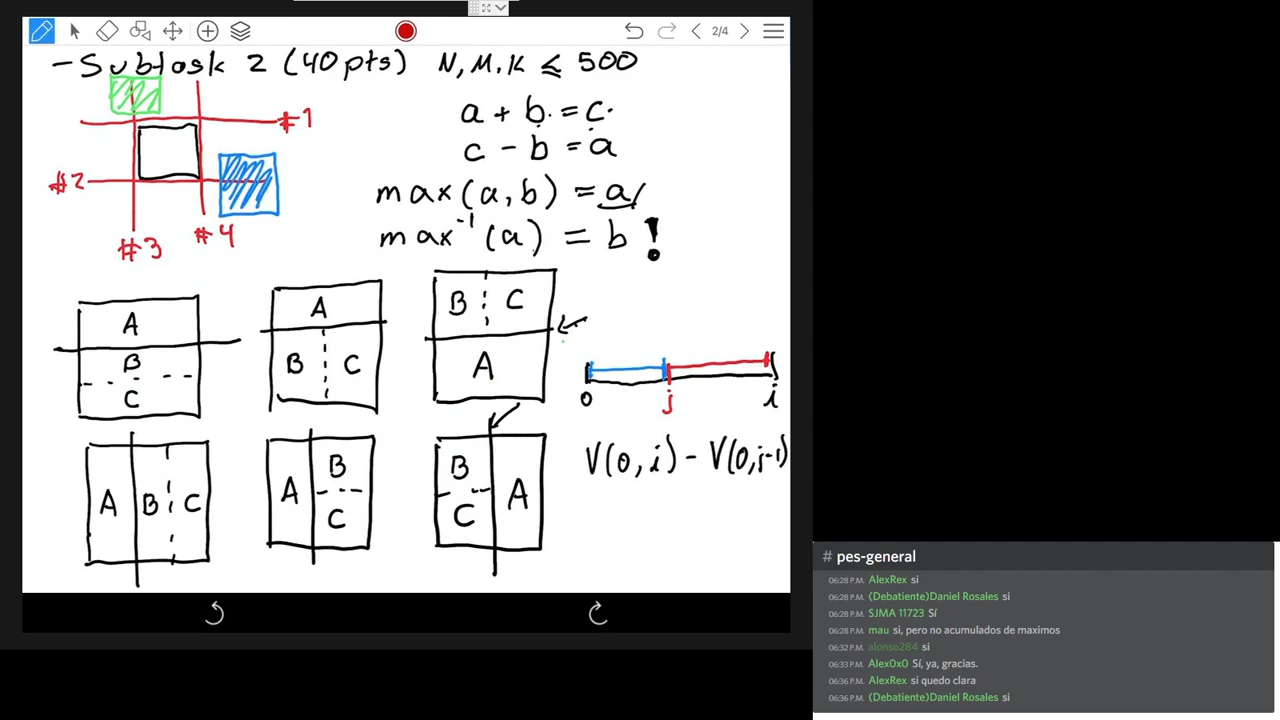 2/4
- Subtask 2 (40 pts) N, M, K ≤ 500
#1
#2
#3
#4
a + b = c
c - b = a
max(a, b) = a
max⁻¹(a) = b !
A
B
C
A
B C
B C
A
0 j i
V(0, i) - V(0, j-1)
A B C
A B
C
B
C A
# pes-general
06:28 P.M. AlexRex si
06:28 P.M. (Debatiente)Daniel Rosales si
06:28 P.M. SJMA 11723 Sí
06:28 P.M. mau si, pero no acumulados de maximos
06:32 P.M. alonso284 si
06:33 P.M. Alex0x0 Sí, ya, gracias.
06:36 P.M. AlexRex si quedo clara
06:36 P.M. (Debatiente)Daniel Rosales si